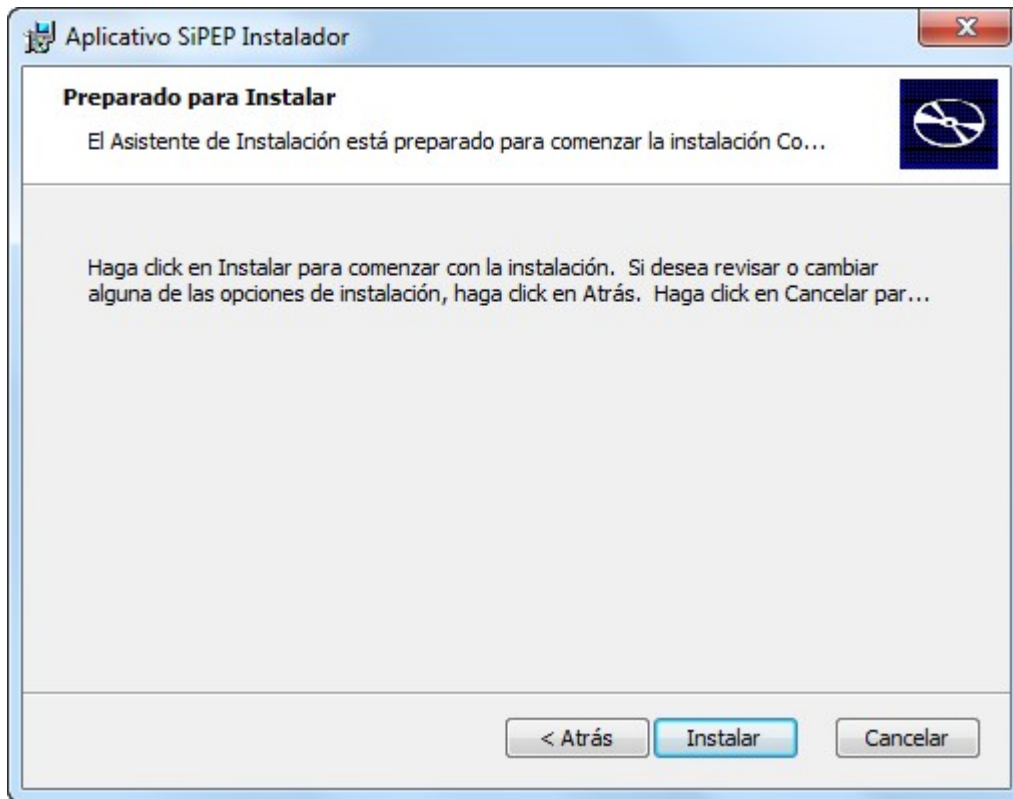 Aplicativo SiPEP Instalador
Preparado para Instalar
El Asistente de Instalación está preparado para comenzar la instalación Co...
Haga click en Instalar para comenzar con la instalación.  Si desea revisar o cambiar
alguna de las opciones de instalación, haga click en Atrás.  Haga click en Cancelar par...
< Atrás
Instalar
Cancelar